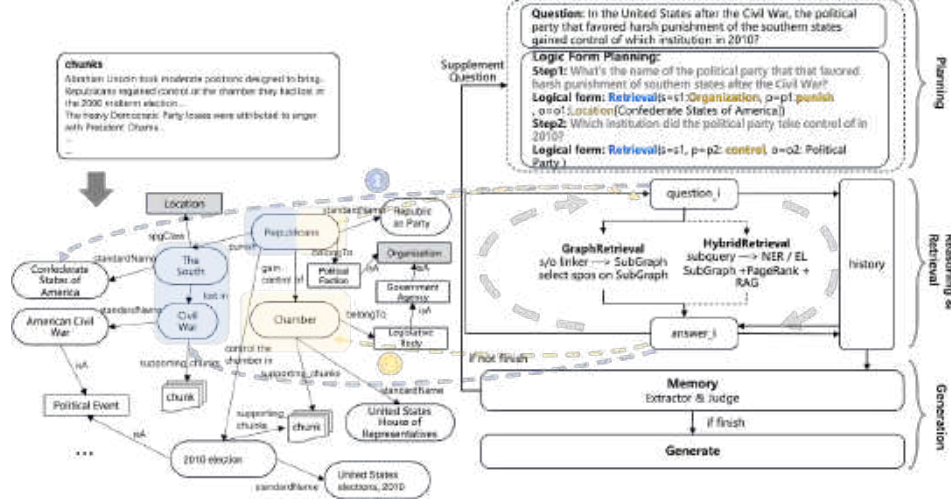 Question: In the United States after the Civil War, the political
party that favored harsh punishment of the southern states
gained control of which institution in 2010?
Planning
Supplement
Question
Logic Form Planning:
Step1: What's the name of the political party that that favored
harsh punishment of southern states after the Civil War?
Logical form: Retrieval(s=s1:Organization, p=p1:punish
, o=o1:Location[Confederate States of America])
Step2: Which institution did the political party take control of in
2010?
Logical form: Retrieval(s=s1, p=p2: control, o=o2: Political
Party )
chunks
Abraham Lincoln took moderate positions designed to bring..
Republicans regained control of the chamber they had lost in
the 2006 midterm election...
The heavy Democratic Party losses were attributed to anger
with President Obama..
...
...
Location
spgClass
standardName
Confederate
States of
America
The
South
lost in
American Civil
War
standardName
Civil
War
Republicans
standardName
Republic
an Party
belongTo
Political
Faction
isA
Organisation
isA
Government
Agency
isA
gain
control of
Chamber
belongTo
Legislative
Body
supporting_chunks
chunk
control the
chamber in
supporting_chunks
standardName
isA
Political Event
isA
supporting
chunks
chunk
United States
House of
Representatives
...
2010 election
standardName
United States
elections, 2010
question_i
GraphRetrieval
s/o linker —> SubGraph
select spos on SubGraph
HybridRetrieval
subquery —> NER / EL
SubGraph +PageRank +
RAG
history
Retrieval
answer_i
if not finish
Memory
Extractor & Judge
if finish
Generate
Generation